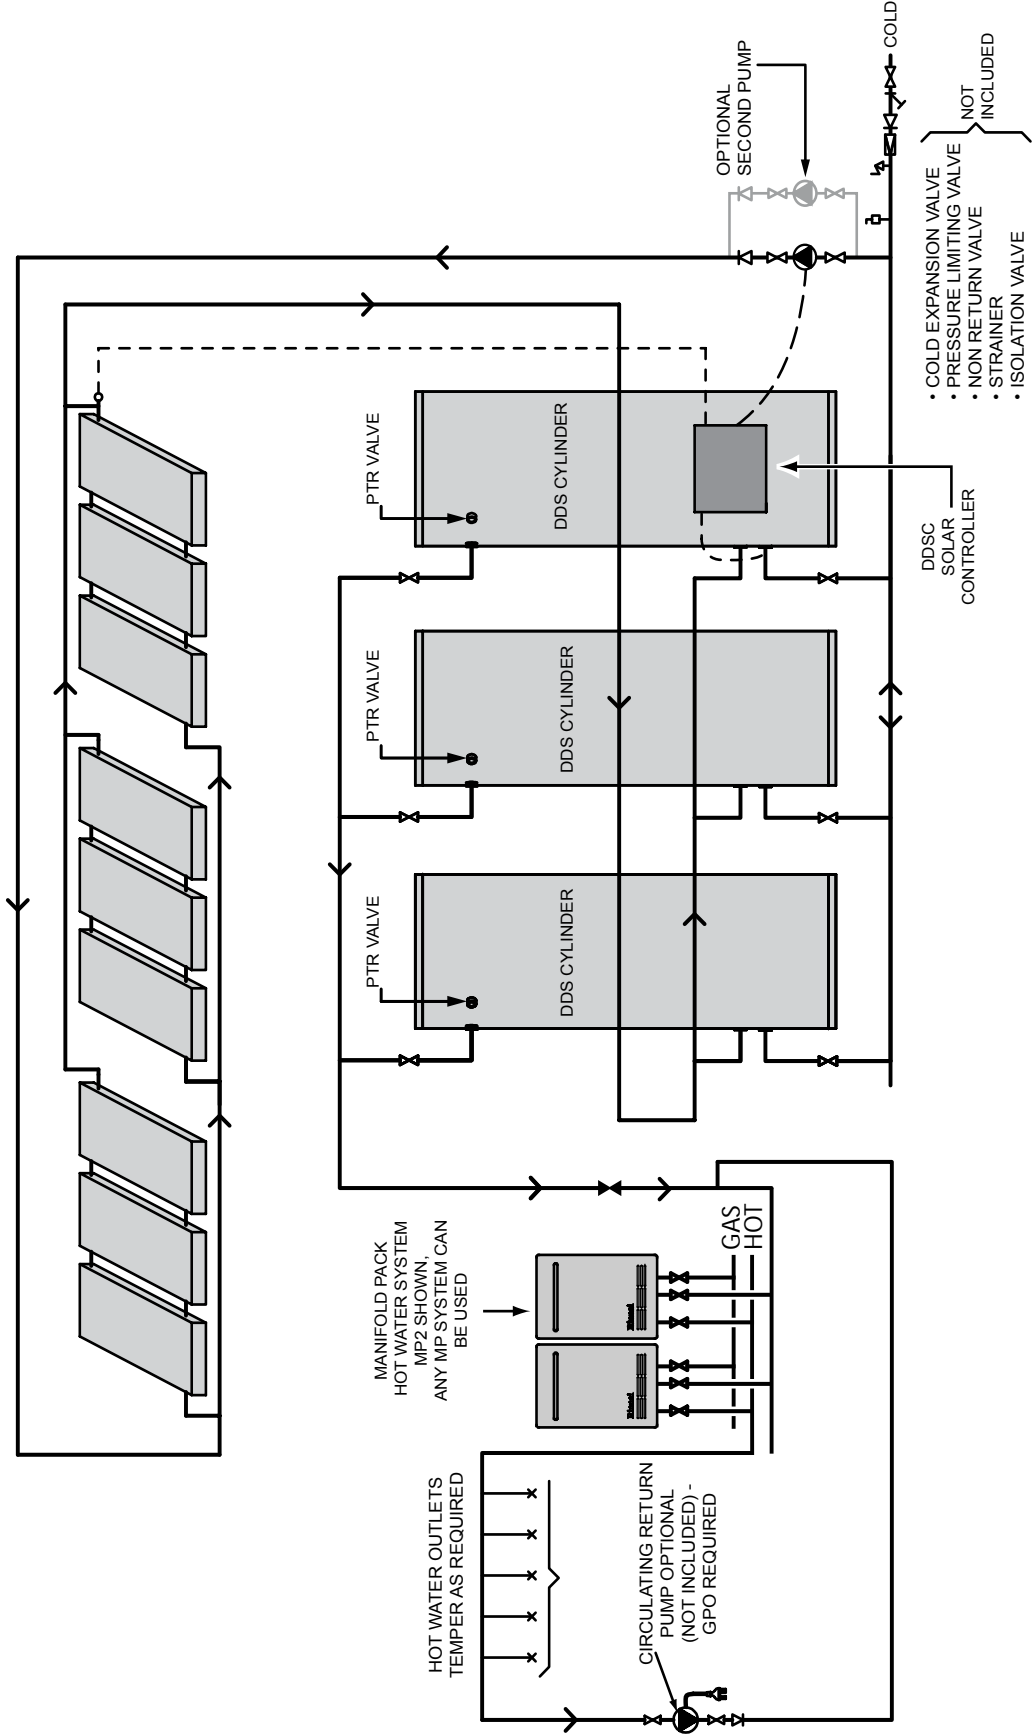 HOT WATER OUTLETS
TEMPER AS REQUIRED
MANIFOLD PACK
HOT WATER SYSTEM
MP2 SHOWN,
ANY MP SYSTEM CAN
BE USED
CIRCULATING RETURN
PUMP OPTIONAL
(NOT INCLUDED) -
GPO REQUIRED
Rinnai
Rinnai
GAS
HOT
PTR VALVE
DDS CYLINDER
PTR VALVE
DDS CYLINDER
PTR VALVE
DDS CYLINDER
DDSC
SOLAR
CONTROLLER
OPTIONAL
SECOND PUMP
COLD
• COLD EXPANSION VALVE
• PRESSURE LIMITING VALVE
• NON RETURN VALVE
• STRAINER
• ISOLATION VALVE
NOT
INCLUDED